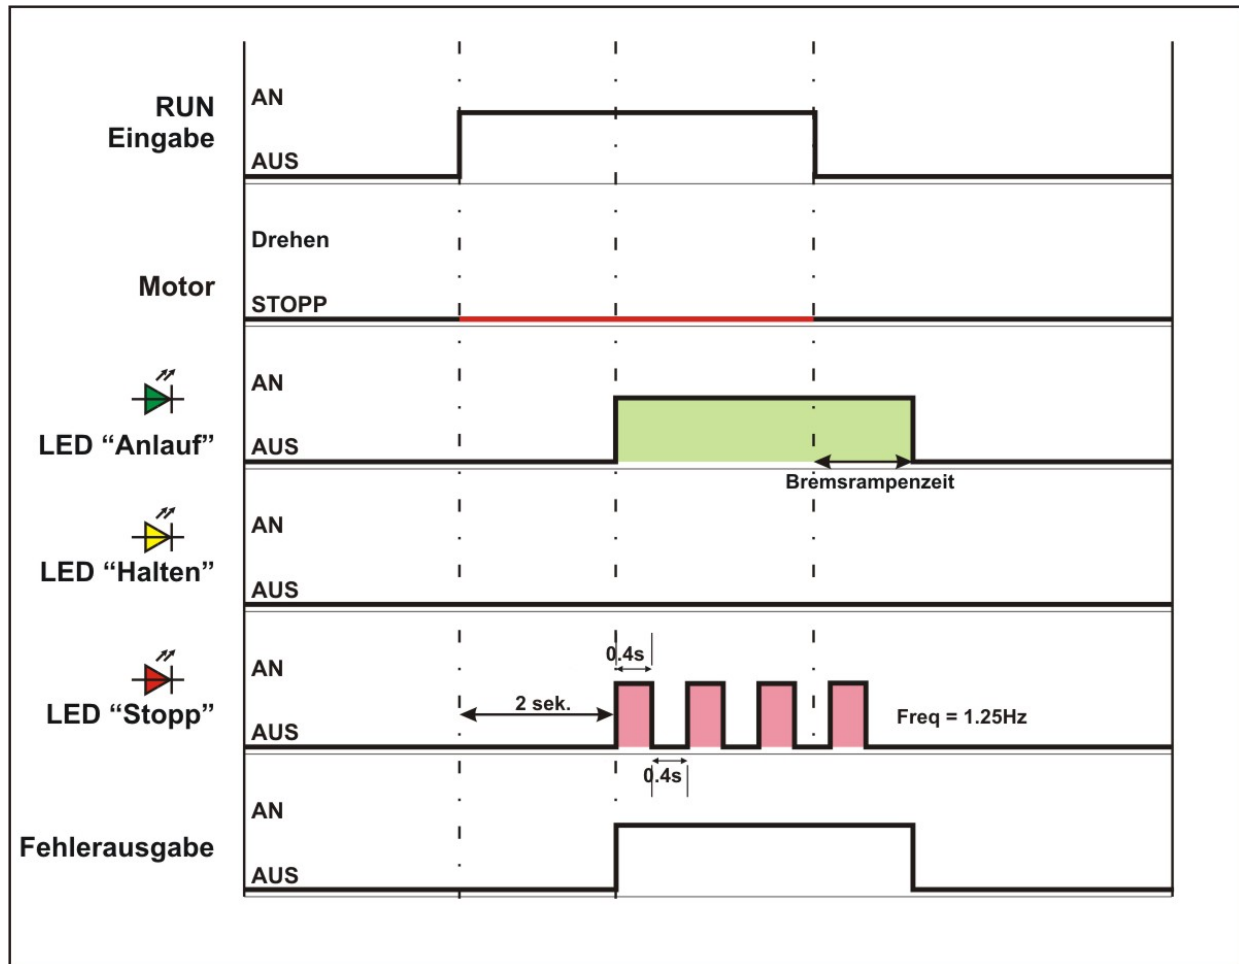 RUN
Eingabe
AN
AUS
Motor
Drehen
STOPP
LED “Anlauf”
AN
AUS
Bremsrampenzeit
LED “Halten”
AN
AUS
LED “Stopp”
AN
AUS
2 sek.
0.4s
0.4s
Freq = 1.25Hz
Fehlerausgabe
AN
AUS